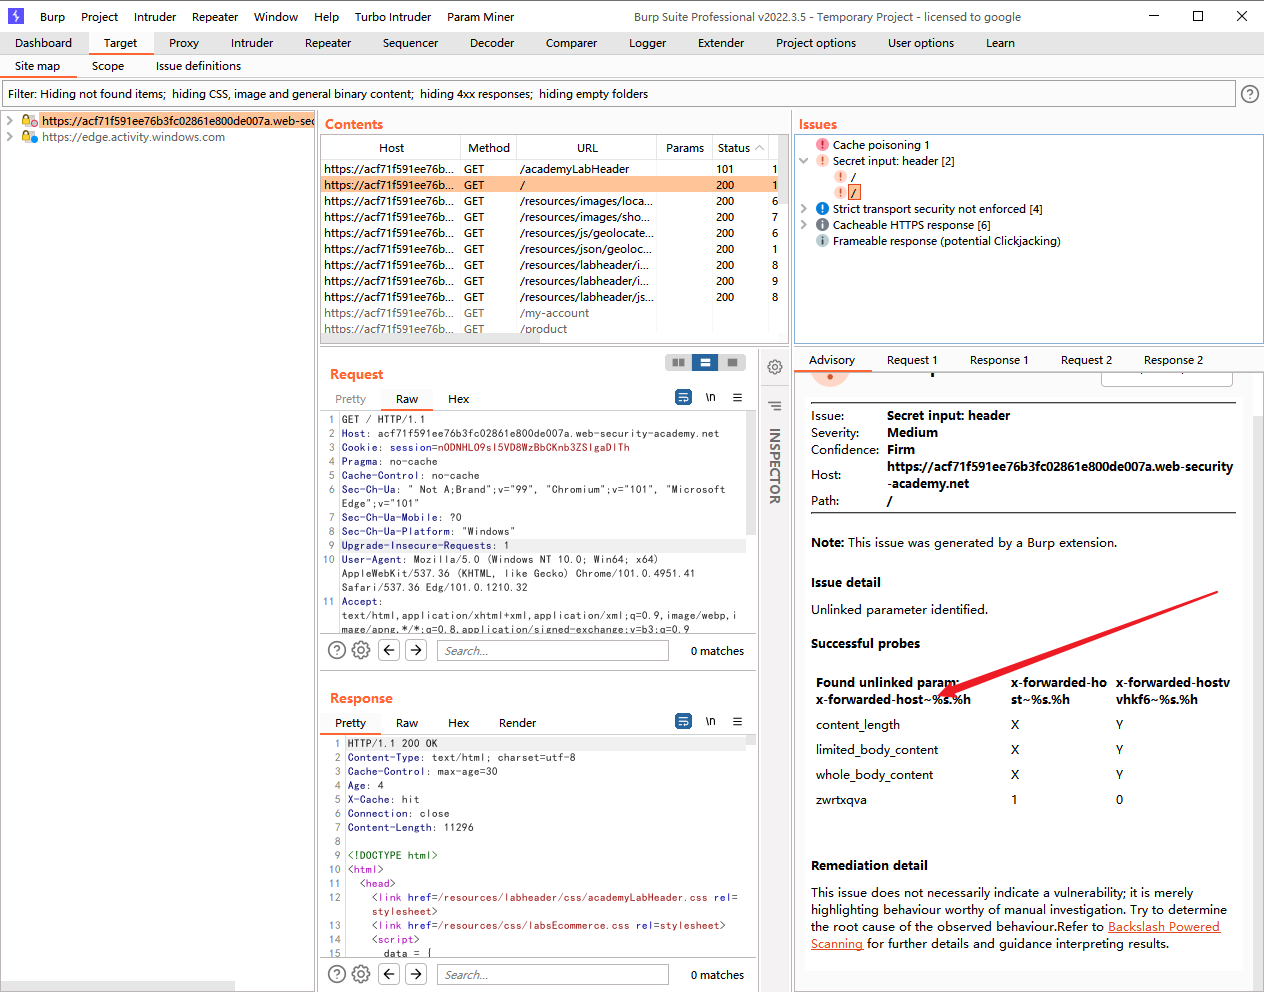 Burp Project Intruder Repeater Window Help Turbo Intruder Param Miner Burp Suite Professional v2022.3.5 - Temporary Project - licensed to google
Dashboard Target Proxy Intruder Repeater Sequencer Decoder Comparer Logger Extender Project options User options Learn
Site map Scope Issue definitions
Filter: Hiding not found items; hiding CSS, image and general binary content; hiding 4xx responses; hiding empty folders
https://acf71f591ee76b3fc02861e800de007a.web-sec
https://edge.activity.windows.com
Contents
Host Method URL Params Status
https://acf71f591ee76b... GET /academyLabHeader 101 1
https://acf71f591ee76b... GET / 200 1
https://acf71f591ee76b... GET /resources/images/loca... 200 6
https://acf71f591ee76b... GET /resources/images/sho... 200 7
https://acf71f591ee76b... GET /resources/js/geolocate... 200 6
https://acf71f591ee76b... GET /resources/json/geoloc... 200 1
https://acf71f591ee76b... GET /resources/labheader/i... 200 8
https://acf71f591ee76b... GET /resources/labheader/i... 200 9
https://acf71f591ee76b... GET /resources/labheader/js... 200 8
https://acf71f591ee76b... GET /my-account
https://acf71f591ee76b... GET /product
Issues
Cache poisoning 1
Secret input: header [2]
/
/
Strict transport security not enforced [4]
Cacheable HTTPS response [6]
Frameable response (potential Clickjacking)
Request
Pretty Raw Hex \n
1 GET / HTTP/1.1
2 Host: acf71f591ee76b3fc02861e800de007a.web-security-academy.net
3 Cookie: session=nODNHLO9sI5VD8WzBbCKnb3ZSIgaDITh
4 Pragma: no-cache
5 Cache-Control: no-cache
6 Sec-Ch-Ua: " Not A;Brand";v="99", "Chromium";v="101", "Microsoft
Edge";v="101"
7 Sec-Ch-Ua-Mobile: ?0
8 Sec-Ch-Ua-Platform: "Windows"
9 Upgrade-Insecure-Requests: 1
10 User-Agent: Mozilla/5.0 (Windows NT 10.0; Win64; x64)
AppleWebKit/537.36 (KHTML, like Gecko) Chrome/101.0.4951.41
Safari/537.36 Edg/101.0.1210.32
11 Accept:
text/html,application/xhtml+xml,application/xml;q=0.9,image/webp,i
mage/apng,*/*;q=0.8,application/signed-exchange;v=b3;q=0.9
Search... 0 matches
Response
Pretty Raw Hex Render \n
1 HTTP/1.1 200 OK
2 Content-Type: text/html; charset=utf-8
3 Cache-Control: max-age=30
4 Age: 4
5 X-Cache: hit
6 Connection: close
7 Content-Length: 11296
8
9 <!DOCTYPE html>
10 <html>
11 <head>
12 <link href=/resources/labheader/css/academyLabHeader.css rel=
stylesheet>
13 <link href=/resources/css/labsEcommerce.css rel=stylesheet>
14 <script>
15 data = {
Search... 0 matches
INSPECTOR
Advisory Request 1 Response 1 Request 2 Response 2
Issue: Secret input: header
Severity: Medium
Confidence: Firm
Host: https://acf71f591ee76b3fc02861e800de007a.web-security
-academy.net
Path: /
Note: This issue was generated by a Burp extension.
Issue detail
Unlinked parameter identified.
Successful probes
Found unlinked param: x-forwarded-ho x-forwarded-hostv
x-forwarded-host~%s.%h st~%s.%h vhkf6~%s.%h
content_length X Y
limited_body_content X Y
whole_body_content X Y
zwrtxqva 1 0
Remediation detail
This issue does not necessarily indicate a vulnerability; it is merely
highlighting behaviour worthy of manual investigation. Try to determine
the root cause of the observed behaviour.Refer to Backslash Powered
Scanning for further details and guidance interpreting results.